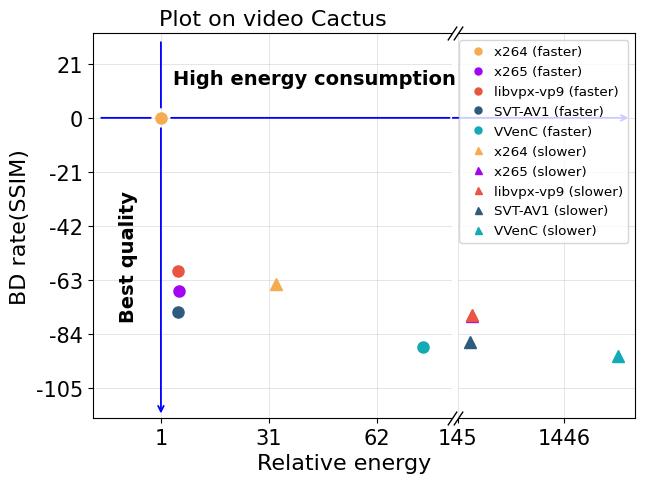 Plot on video Cactus
High energy consumption
x264 (faster)
x265 (faster)
libvpx-vp9 (faster)
SVT-AV1 (faster)
VVenC (faster)
x264 (slower)
x265 (slower)
libvpx-vp9 (slower)
SVT-AV1 (slower)
VVenC (slower)
BD rate(SSIM)
Best quality
21
0
-21
-42
-63
-84
-105
1 31 62 145 1446
Relative energy